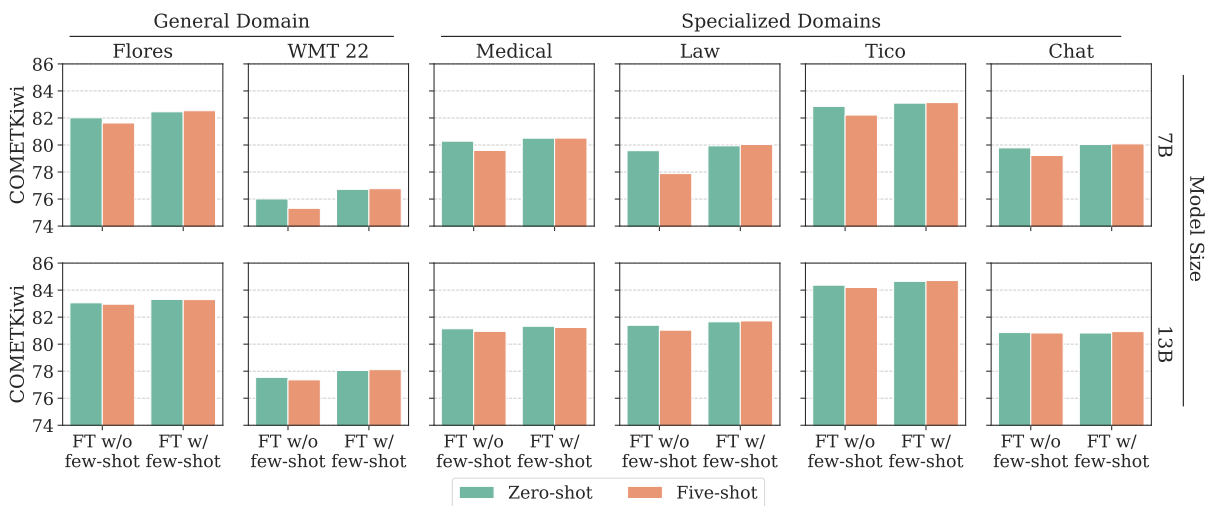 General Domain
Specialized Domains
Flores
WMT 22
Medical
Law
Tico
Chat
COMETKiwi
86
84
82
80
78
76
74
7B
COMETKiwi
86
84
82
80
78
76
74
13B
Model Size
FT w/o few-shot
FT w/ few-shot
FT w/o few-shot
FT w/ few-shot
FT w/o few-shot
FT w/ few-shot
FT w/o few-shot
FT w/ few-shot
FT w/o few-shot
FT w/ few-shot
FT w/o few-shot
FT w/ few-shot
Zero-shot
Five-shot